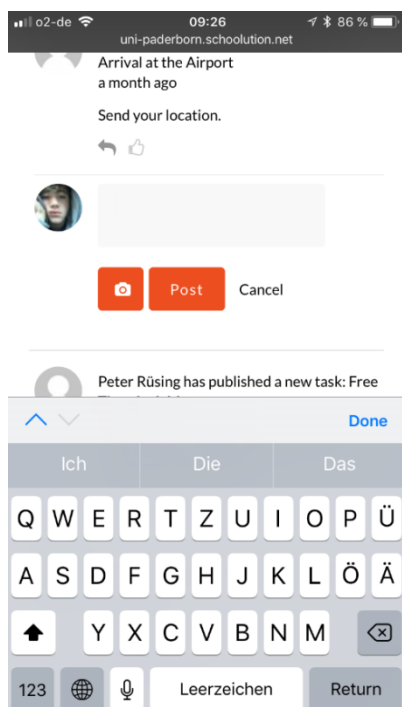 o2-de 09:26 86 %
uni-paderborn.schoolution.net
Arrival at the Airport
a month ago
Send your location.
Post Cancel
Peter Rüsing has published a new task: Free
Done
Ich Die Das
Q W E R T Z U I O P Ü
A S D F G H J K L Ö Ä
Y X C V B N M
123 Leerzeichen Return